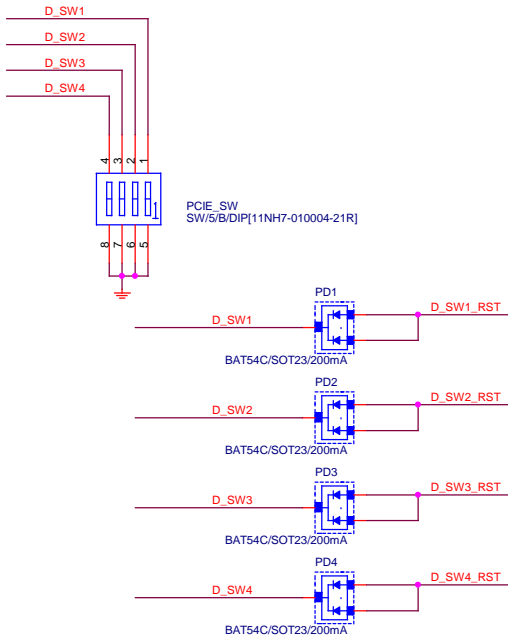 D_SW1
D_SW2
D_SW3
D_SW4
4 3 2 1
1
PCIE_SW
SW/5/B/DIP[11NH7-010004-21R]
8 7 6 5
PD1
D_SW1
D_SW1_RST
BAT54C/SOT23/200mA
PD2
D_SW2
D_SW2_RST
BAT54C/SOT23/200mA
PD3
D_SW3
D_SW3_RST
BAT54C/SOT23/200mA
PD4
D_SW4
D_SW4_RST
BAT54C/SOT23/200mA